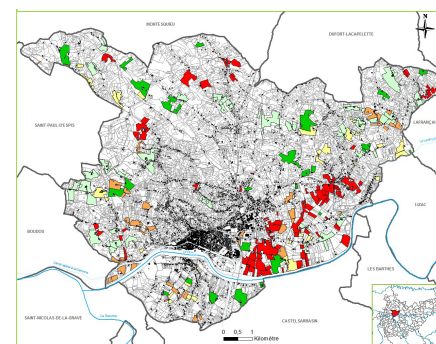 N
MONTESQUIEU
DURFORT-LACAPELETTE
SAINT-PAUL-D'ESPIS
LAFRANÇAISE
LIZAC
BOUDOU
LES BARTHES
SAINT-NICOLAS-DE-LA-GRAVE
CASTELSARRASIN
0 0,5 1
Kilomètre